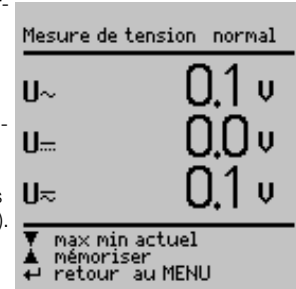 Mesure de tension normal
U~ 0.1 V
U⎓ 0.0 V
U≂ 0.1 V
▼ max min actuel
▲ mémoriser
↵ retour au MENU